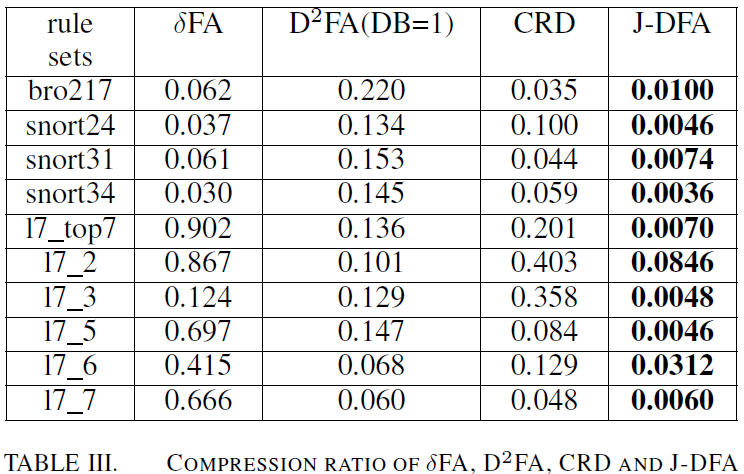 rule sets δFA D²FA(DB=1) CRD J-DFA
bro217 0.062 0.220 0.035 0.0100
snort24 0.037 0.134 0.100 0.0046
snort31 0.061 0.153 0.044 0.0074
snort34 0.030 0.145 0.059 0.0036
l7_top7 0.902 0.136 0.201 0.0070
l7_2 0.867 0.101 0.403 0.0846
l7_3 0.124 0.129 0.358 0.0048
l7_5 0.697 0.147 0.084 0.0046
l7_6 0.415 0.068 0.129 0.0312
l7_7 0.666 0.060 0.048 0.0060
TABLE III. COMPRESSION RATIO OF δFA, D²FA, CRD AND J-DFA